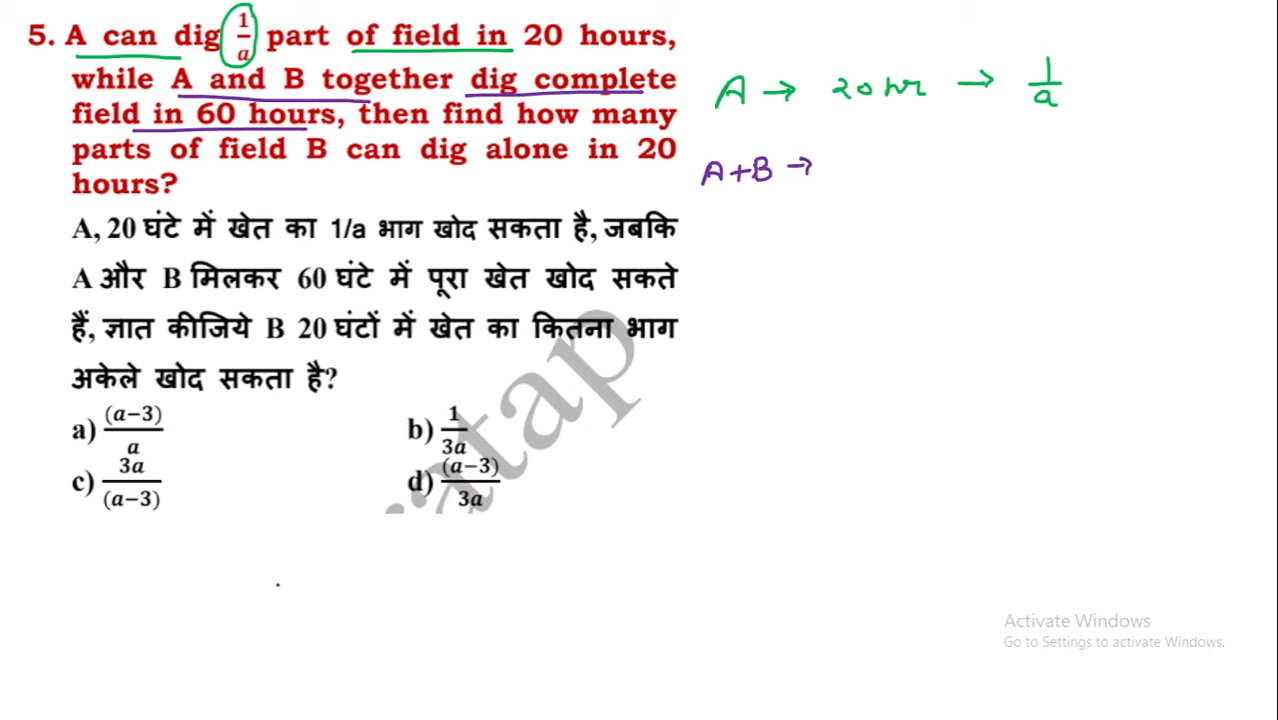 5. A can dig 1/a part of field in 20 hours,
while A and B together dig complete
field in 60 hours, then find how many
parts of field B can dig alone in 20
hours?
A, 20 घंटे में खेत का 1/a भाग खोद सकता है, जबकि
A और B मिलकर 60 घंटे में पूरा खेत खोद सकते
हैं, ज्ञात कीजिये B 20 घंटों में खेत का कितना भाग
अकेले खोद सकता है?
a) (a−3)/a b) 1/3a
c) 3a/(a−3) d) (a−3)/3a
A → 20 hr → 1/a
A+B →
Activate Windows
Go to Settings to activate Windows.